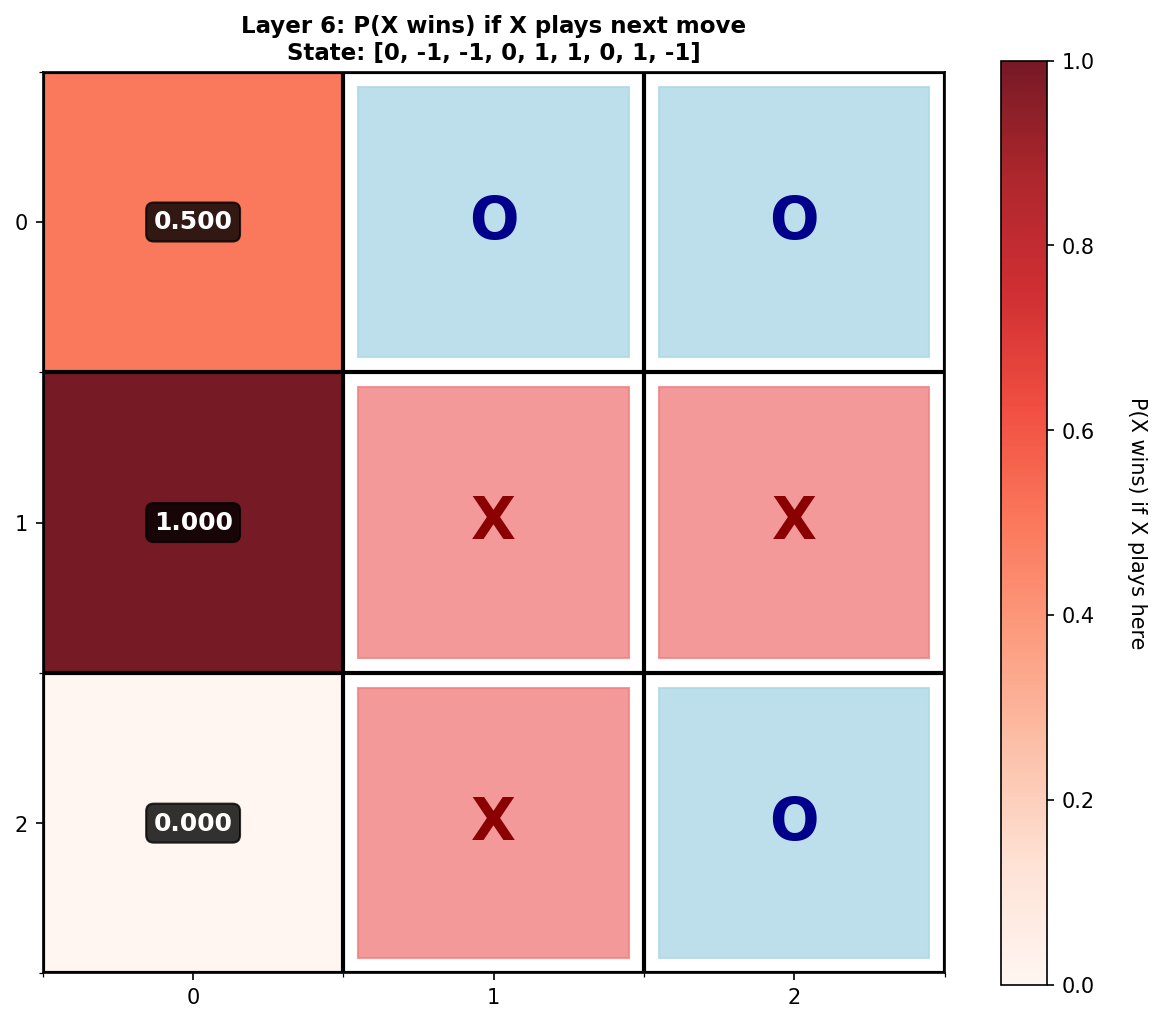 Layer 6: P(X wins) if X plays next move
State: [0, -1, -1, 0, 1, 1, 0, 1, -1]
0 0.500 O O
1 1.000 X X
2 0.000 X O
0 1 2
1.0
0.8
0.6
0.4
0.2
0.0
P(X wins) if X plays here